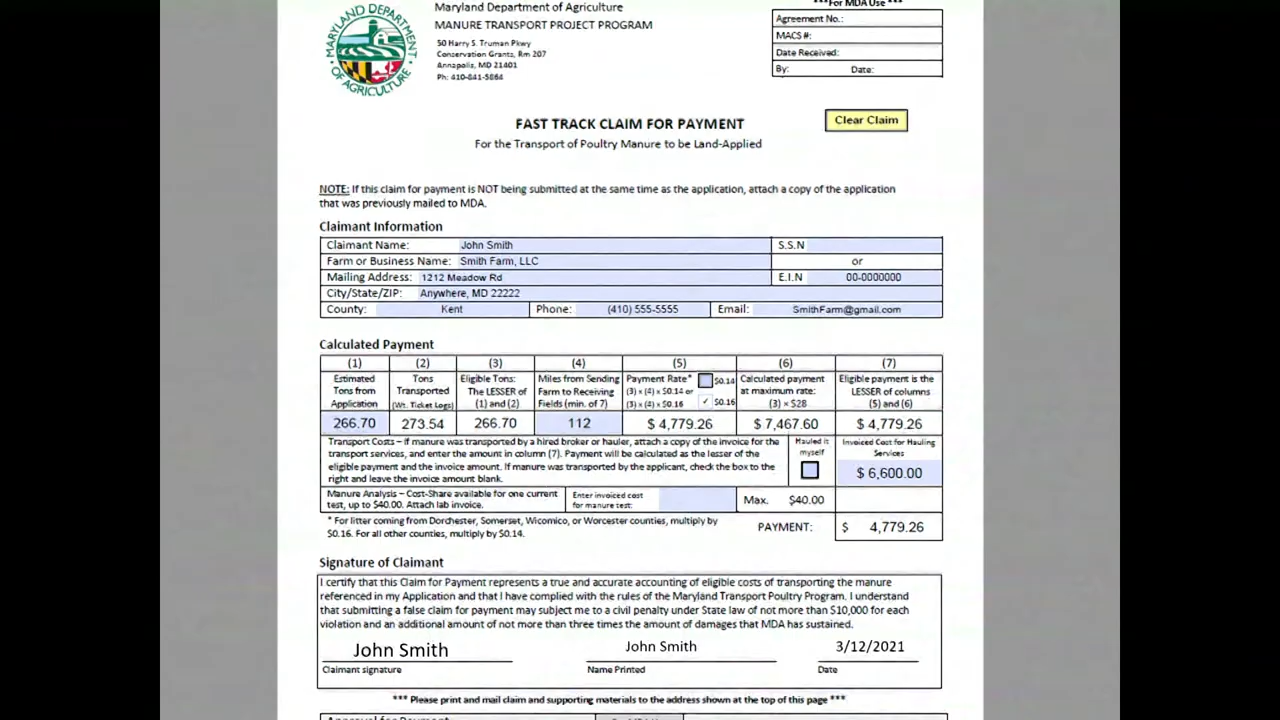 Maryland Department of Agriculture
MANURE TRANSPORT PROJECT PROGRAM
50 Harry S. Truman Pkwy
Conservation Grants, Rm 207
Annapolis, MD 21401
Ph: 410-841-5864
MARYLAND DEPARTMENT OF AGRICULTURE
***For MDA Use ***
Agreement No.:
MACS #:
Date Received:
By: Date:
FAST TRACK CLAIM FOR PAYMENT
Clear Claim
For the Transport of Poultry Manure to be Land-Applied
NOTE: If this claim for payment is NOT being submitted at the same time as the application, attach a copy of the application
that was previously mailed to MDA.
Claimant Information
Claimant Name: John Smith S.S.N
Farm or Business Name: Smith Farm, LLC or
Mailing Address: 1212 Meadow Rd E.I.N 00-0000000
City/State/ZIP: Anywhere, MD 22222
County: Kent Phone: (410) 555-5555 Email: SmithFarm@gmail.com
Calculated Payment
(1) (2) (3) (4) (5) (6) (7)
Estimated Tons from Application
Tons Transported (Wt. Ticket Logs)
Eligible Tons: The LESSER of (1) and (2)
Miles from Sending Farm to Receiving Fields (min. of 7)
Payment Rate* $0.14
(3) x (4) x $0.14 or
(3) x (4) x $0.16 ✓ $0.16
Calculated payment at maximum rate: (3) x $28
Eligible payment is the LESSER of columns (5) and (6)
266.70 273.54 266.70 112 $ 4,779.26 $ 7,467.60 $ 4,779.26
Transport Costs – If manure was transported by a hired broker or hauler, attach a copy of the invoice for the
transport services, and enter the amount in column (7). Payment will be calculated as the lesser of the
eligible payment and the invoice amount. If manure was transported by the applicant, check the box to the
right and leave the invoice amount blank.
Hauled it myself
Invoiced Cost for Hauling Services
$ 6,600.00
Manure Analysis – Cost-Share available for one current
test, up to $40.00. Attach lab invoice.
Enter invoiced cost for manure test:
Max. $40.00
* For litter coming from Dorchester, Somerset, Wicomico, or Worcester counties, multiply by
$0.16. For all other counties, multiply by $0.14.
PAYMENT: $ 4,779.26
Signature of Claimant
I certify that this Claim for Payment represents a true and accurate accounting of eligible costs of transporting the manure
referenced in my Application and that I have complied with the rules of the Maryland Transport Poultry Program. I understand
that submitting a false claim for payment may subject me to a civil penalty under State law of not more than $10,000 for each
violation and an additional amount of not more than three times the amount of damages that MDA has sustained.
John Smith John Smith 3/12/2021
Claimant signature Name Printed Date
*** Please print and mail claim and supporting materials to the address shown at the top of this page ***
Approval for Payment